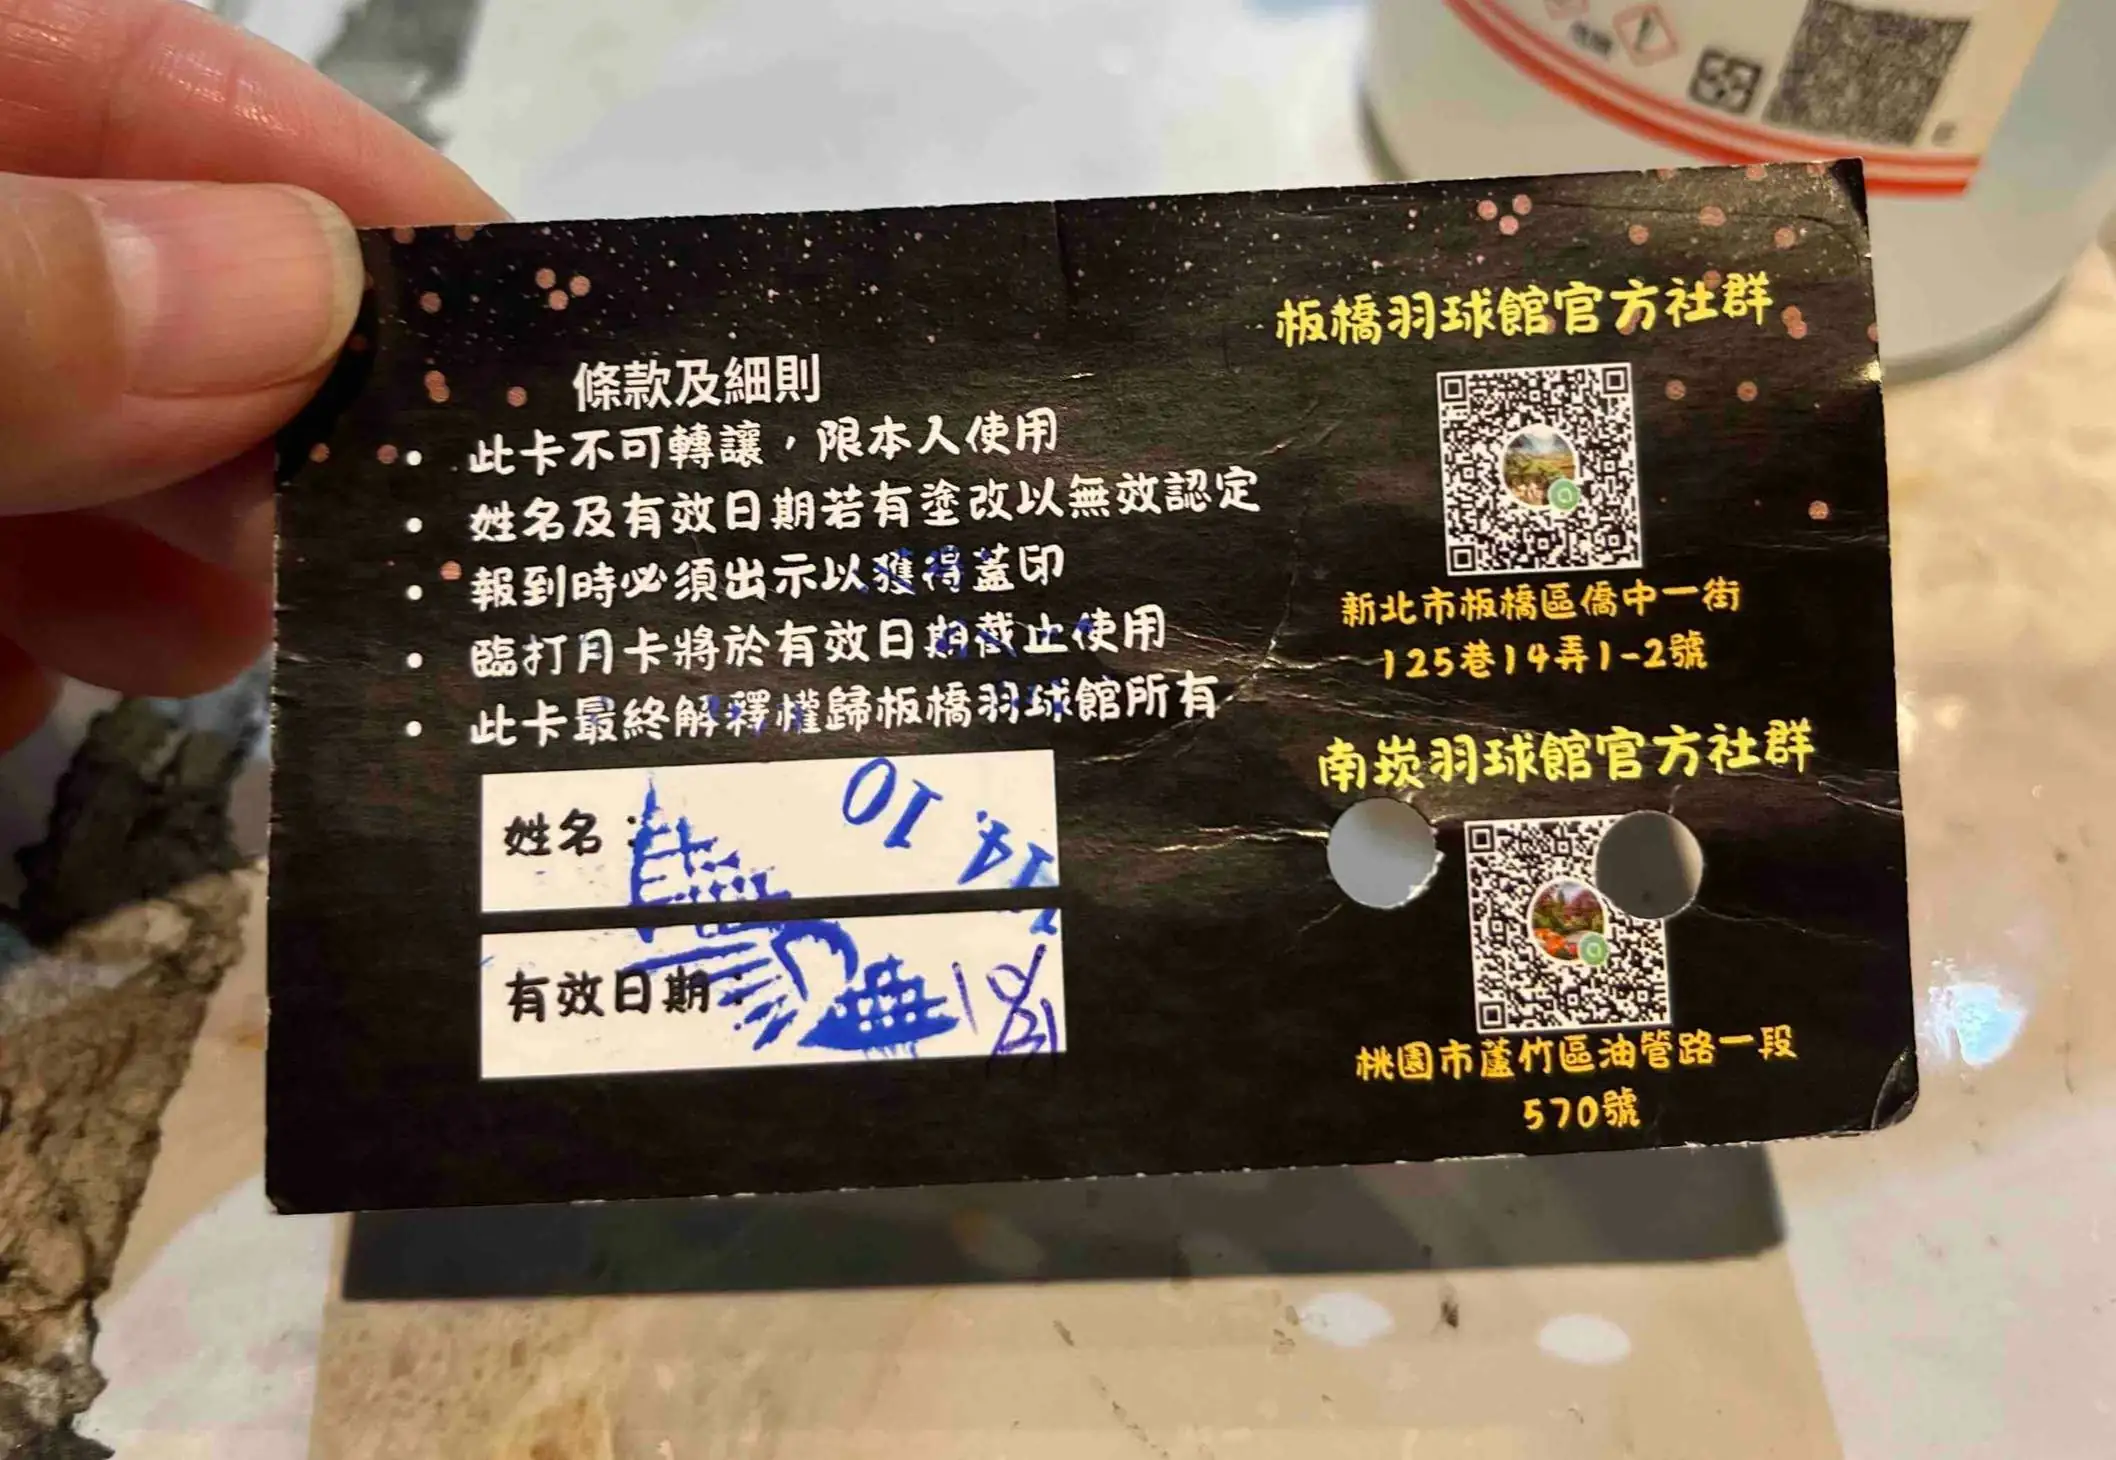 條款及細則
• 此卡不可轉讓，限本人使用
• 姓名及有效日期若有塗改以無效認定
• 報到時必須出示以獲得蓋印
• 臨打月卡將於有效日期截止使用
• 此卡最終解釋權歸板橋羽球館所有
姓名：
有效日期：
10/31
板橋羽球館官方社群
新北市板橋區僑中一街
125巷14弄1-2號
南崁羽球館官方社群
桃園市蘆竹區油管路一段
570號